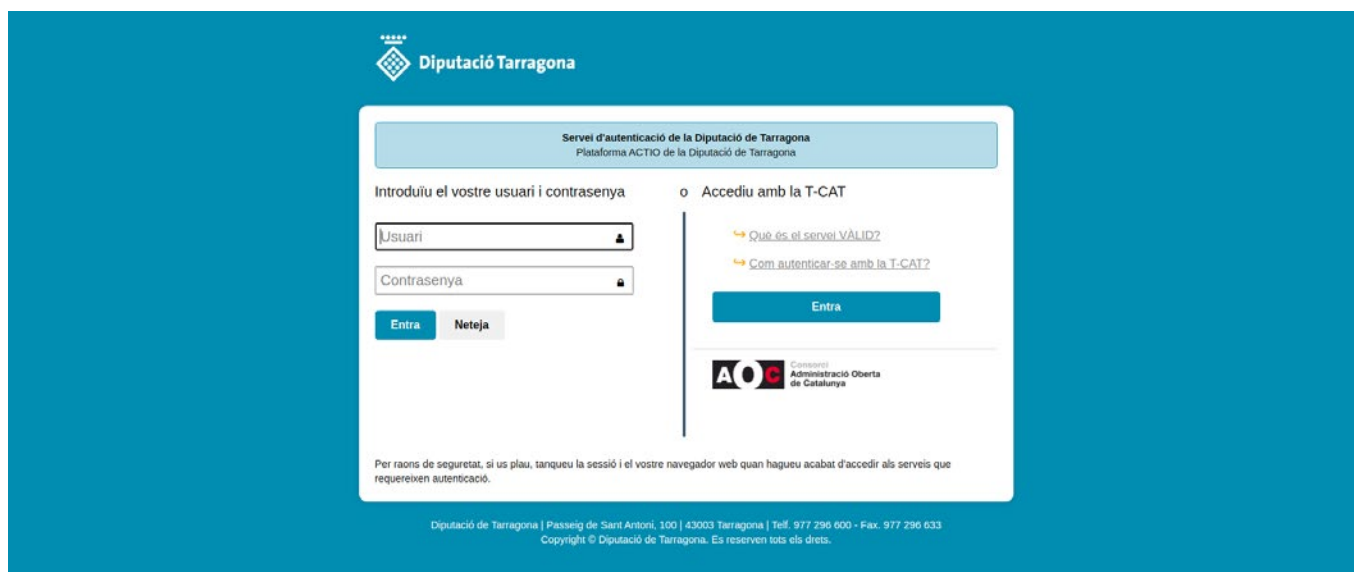 Diputació Tarragona
Servei d'autenticació de la Diputació de Tarragona
Plataforma ACTIO de la Diputació de Tarragona
Introduïu el vostre usuari i contrasenya
Usuari
Contrasenya
Entra Neteja
o Accediu amb la T-CAT
Què és el servei VÀLID?
Com autenticar-se amb la T-CAT?
Entra
AOC Consorci
Administració Oberta
de Catalunya
Per raons de seguretat, si us plau, tanqueu la sessió i el vostre navegador web quan hagueu acabat d'accedir als serveis que
requereixen autenticació.
Diputació de Tarragona | Passeig de Sant Antoni, 100 | 43003 Tarragona | Telf. 977 296 600 - Fax. 977 296 633
Copyright © Diputació de Tarragona. Es reserven tots els drets.